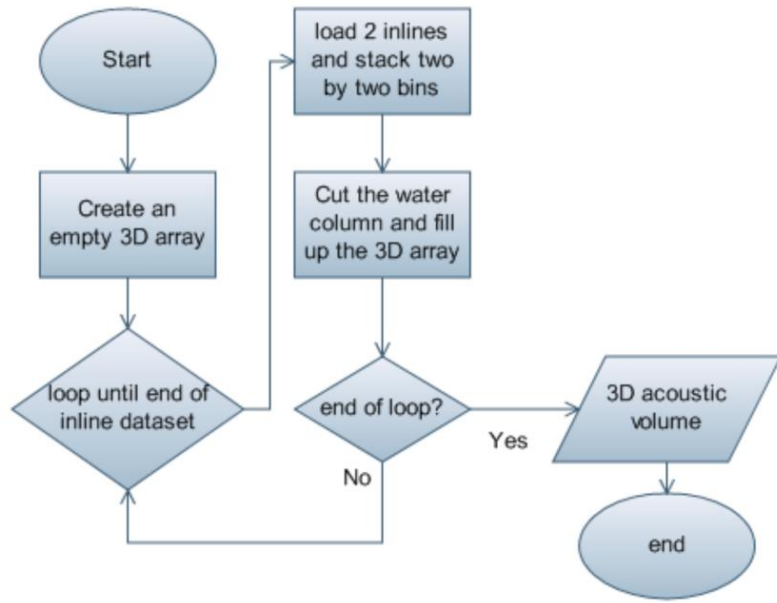 Start
Create an
empty 3D array
loop until end of
inline dataset
load 2 inlines
and stack two
by two bins
Cut the water
column and fill
up the 3D array
end of loop?
No
Yes
3D acoustic
volume
end